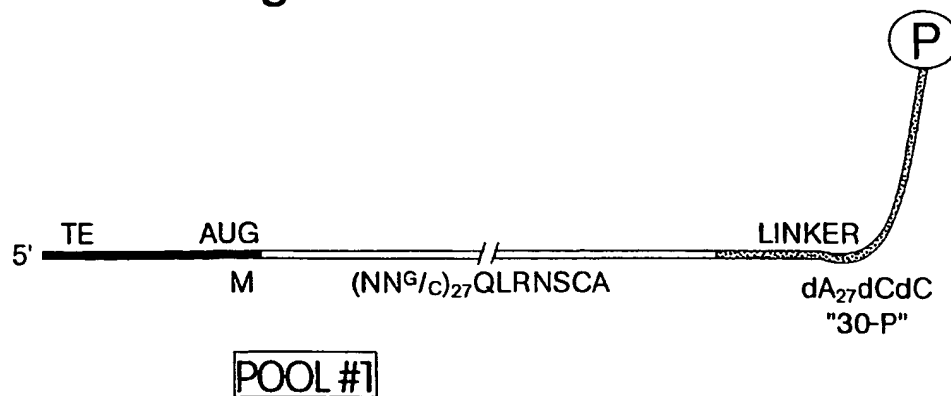 P
TE AUG LINKER
5'
M (NNG/C)27QLRNSCA dA27dCdC
"30-P"
POOL #1